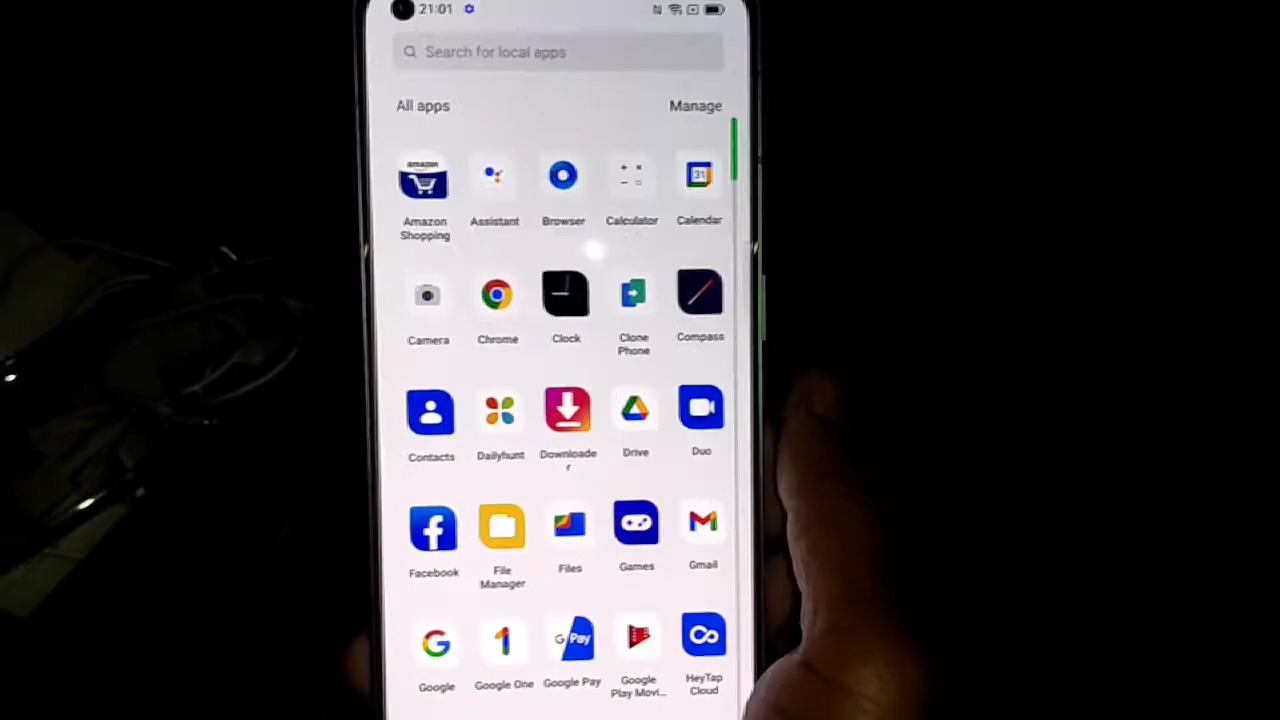 21:01
Search for local apps
All apps
Manage
Amazon
Shopping
Assistant
Browser
Calculator
31
Calendar
Camera
Chrome
Clock
Clone
Phone
Compass
Contacts
Dailyhunt
Downloade
r
Drive
Duo
Facebook
File
Manager
Files
Games
Gmail
Google
Google One
G Pay
Google Pay
Google
Play Movi...
HeyTap
Cloud